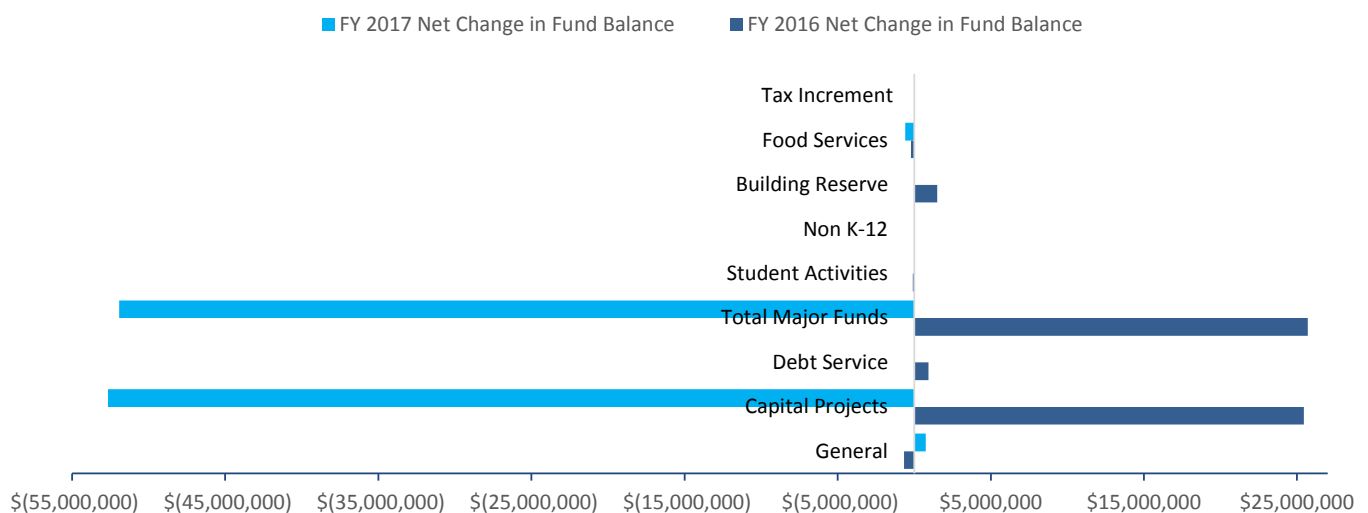 FY 2017 Net Change in Fund Balance FY 2016 Net Change in Fund Balance
Tax Increment
Food Services
Building Reserve
Non K-12
Student Activities
Total Major Funds
Debt Service
Capital Projects
General
$(55,000,000) $(45,000,000) $(35,000,000) $(25,000,000) $(15,000,000) $(5,000,000) $5,000,000 $15,000,000 $25,000,000